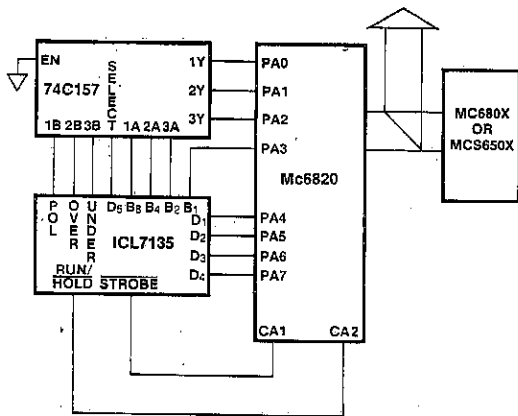 EN
SELECT
1Y
74C157
2Y
3Y
1B 2B 3B
1A 2A 3A
PA0
PA1
PA2
PA3
Mc6820
PA4
PA5
PA6
PA7
CA1
CA2
MC680X
OR
MCS650X
POL
OVER
UNDER
D5 B8 B4 B2 B1
D1
ICL7135
D2
D3
RUN/
HOLD
STROBE
D4